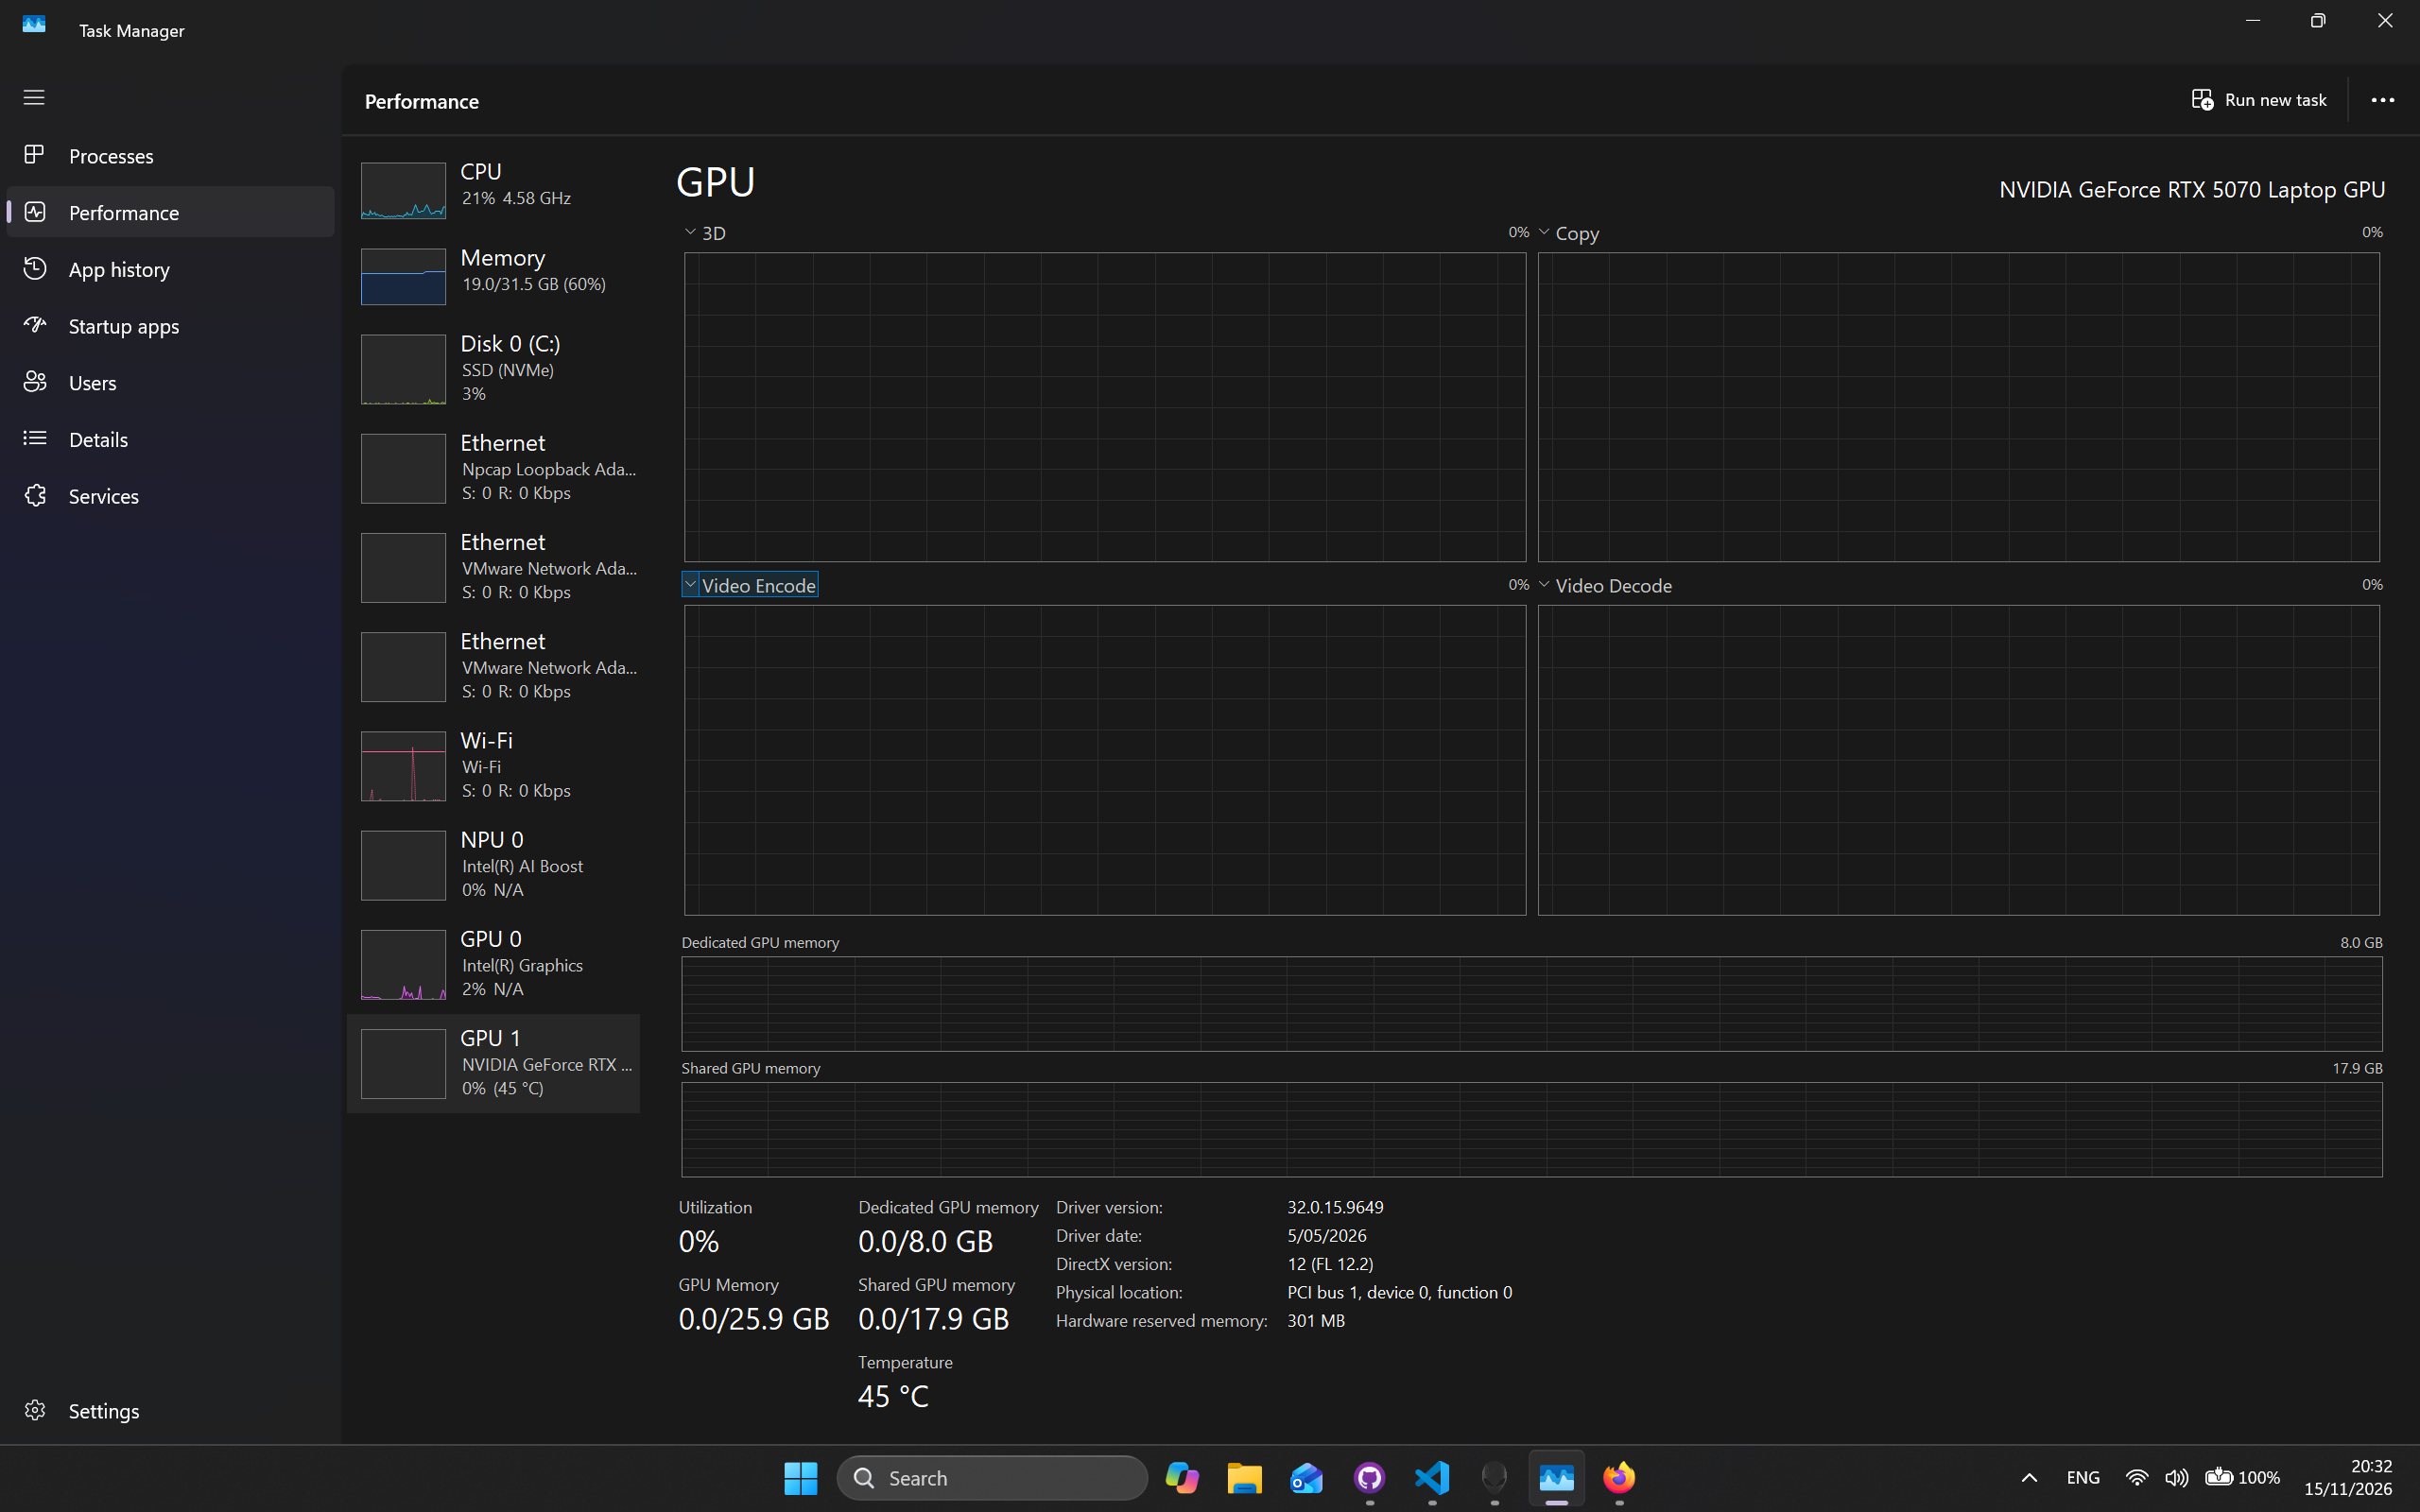 Task Manager
Performance
Run new task
Processes
Performance
App history
Startup apps
Users
Details
Services
Settings
CPU
21% 4.58 GHz
Memory
19.0/31.5 GB (60%)
Disk 0 (C:)
SSD (NVMe)
3%
Ethernet
Npcap Loopback Ada...
S: 0 R: 0 Kbps
Ethernet
VMware Network Ada...
S: 0 R: 0 Kbps
Ethernet
VMware Network Ada...
S: 0 R: 0 Kbps
Wi-Fi
Wi-Fi
S: 0 R: 0 Kbps
NPU 0
Intel(R) AI Boost
0% N/A
GPU 0
Intel(R) Graphics
2% N/A
GPU 1
NVIDIA GeForce RTX ...
0% (45 °C)
GPU
NVIDIA GeForce RTX 5070 Laptop GPU
3D 0%
Copy 0%
Video Encode 0%
Video Decode 0%
Dedicated GPU memory 8.0 GB
Shared GPU memory 17.9 GB
Utilization
0%
GPU Memory
0.0/25.9 GB
Dedicated GPU memory
0.0/8.0 GB
Shared GPU memory
0.0/17.9 GB
Temperature
45 °C
Driver version: 32.0.15.9649
Driver date: 5/05/2026
DirectX version: 12 (FL 12.2)
Physical location: PCI bus 1, device 0, function 0
Hardware reserved memory: 301 MB
Search
ENG
100%
20:32
15/11/2026